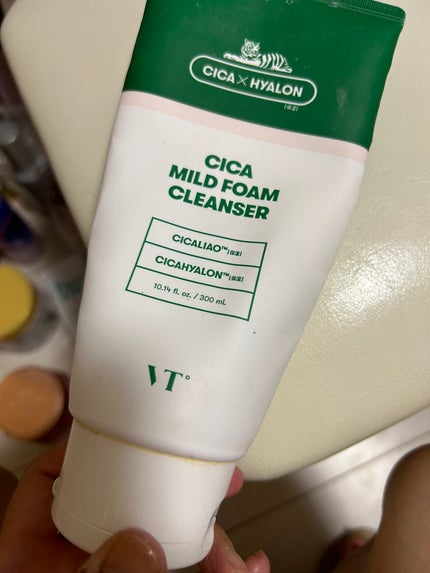 CICA×HYALON
CICA
MILD FOAM
CLEANSER
CICALIAO™
CICAHYALON™
10.14 fl. oz. / 300 mL
VT°